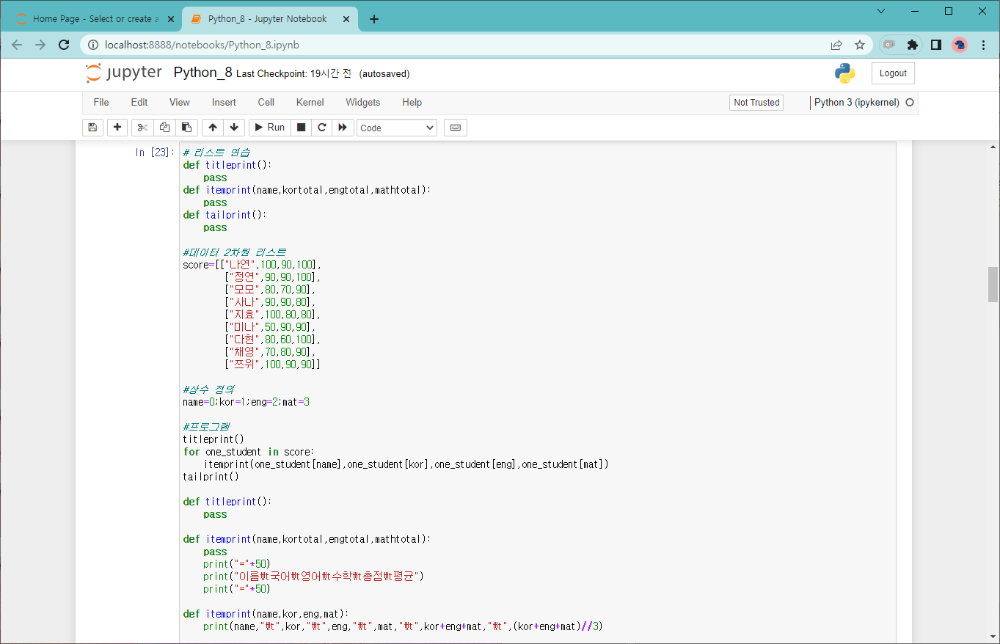 Home Page - Select or create a
Python_8 - Jupyter Notebook
localhost:8888/notebooks/Python_8.ipynb
jupyter Python_8 Last Checkpoint: 19시간 전 (autosaved)
Logout
File Edit View Insert Cell Kernel Widgets Help
Not Trusted
Python 3 (ipykernel)
Run
Code
In [23]:
# 리스트 연습
def titleprint():
    pass
def itemprint(name,kortotal,engtotal,mathtotal):
    pass
def tailprint():
    pass
#데이터 2차원 리스트
score=[["나연",100,90,100],
["정연",90,90,100],
["모모",80,70,90],
["사나",90,90,80],
["지효",100,80,80],
["미나",50,90,90],
["다현",80,60,100],
["채영",70,80,90],
["쯔위",100,90,90]]
#상수 정의
name=0;kor=1;eng=2;mat=3
#프로그램
titleprint()
for one_student in score:
    itemprint(one_student[name],one_student[kor],one_student[eng],one_student[mat])
tailprint()
def titleprint():
    pass
def itemprint(name,kortotal,engtotal,mathtotal):
    pass
    print("="*50)
    print("이름₩t국어₩t영어₩t수학₩t총점₩t평균")
    print("="*50)
def itemprint(name,kor,eng,mat):
    print(name,"₩t",kor,"₩t",eng,"₩t",mat,"₩t",kor+eng+mat,"₩t",(kor+eng+mat)//3)